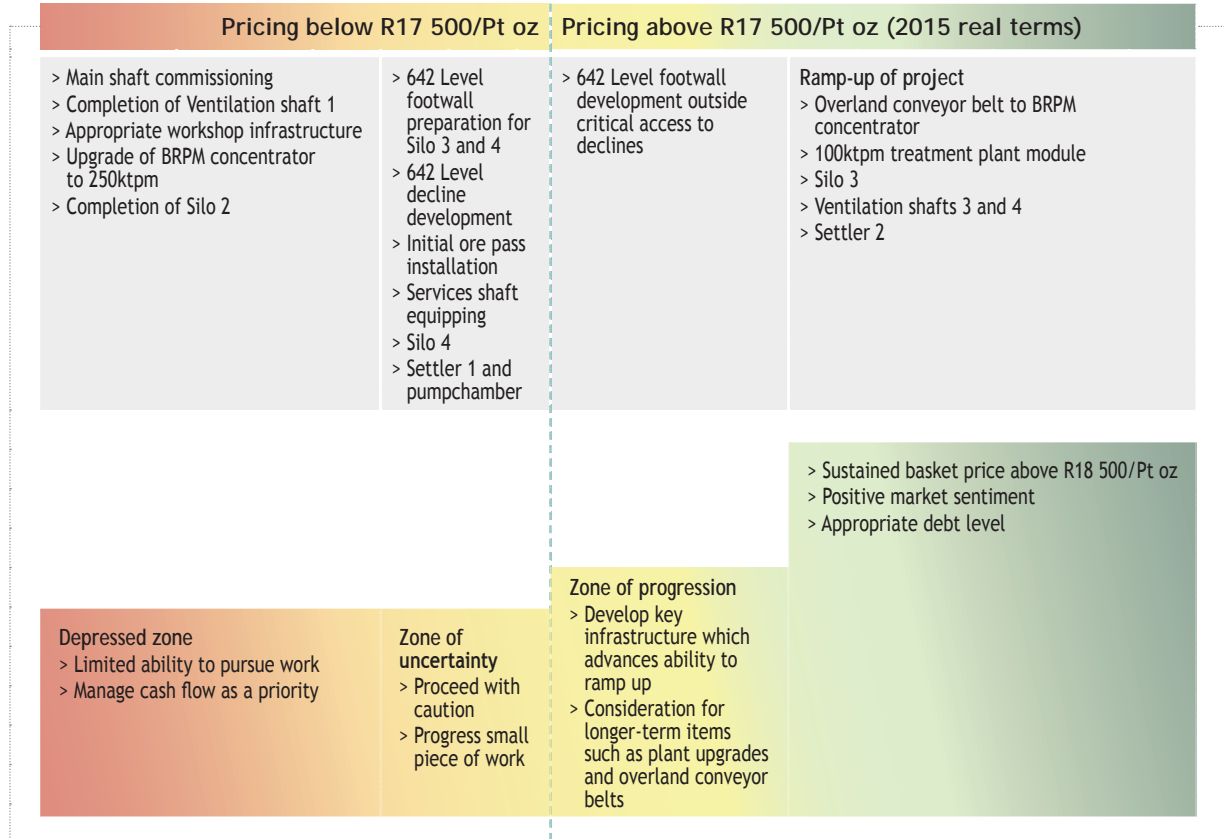 Pricing below R17 500/Pt oz
Pricing above R17 500/Pt oz (2015 real terms)
> Main shaft commissioning
> Completion of Ventilation shaft 1
> Appropriate workshop infrastructure
> Upgrade of BRPM concentrator
to 250ktpm
> Completion of Silo 2
> 642 Level
footwall
preparation for
Silo 3 and 4
> 642 Level
decline
development
> Initial ore pass
installation
> Services shaft
equipping
> Silo 4
> Settler 1 and
pumpchamber
> 642 Level footwall
development outside
critical access to
declines
Ramp-up of project
> Overland conveyor belt to BRPM
concentrator
> 100ktpm treatment plant module
> Silo 3
> Ventilation shafts 3 and 4
> Settler 2
Depressed zone
> Limited ability to pursue work
> Manage cash flow as a priority
Zone of
uncertainty
> Proceed with
caution
> Progress small
piece of work
Zone of progression
> Develop key
infrastructure which
advances ability to
ramp up
> Consideration for
longer-term items
such as plant upgrades
and overland conveyor
belts
> Sustained basket price above R18 500/Pt oz
> Positive market sentiment
> Appropriate debt level